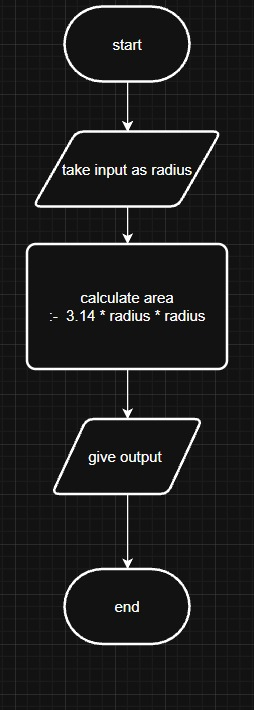 start
take input as radius
calculate area
:- 3.14 * radius * radius
give output
end